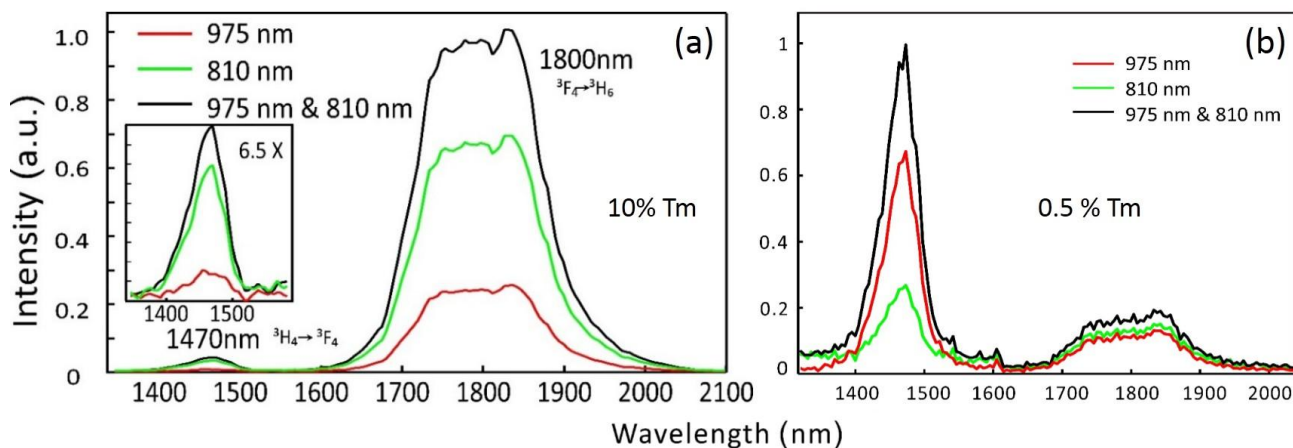 (a)
975 nm
810 nm
975 nm & 810 nm
1800nm
³F₄→³H₆
10% Tm
6.5 X
1400 1500
1470nm ³H₄→³F₄
Intensity (a.u.)
1.0
0.8
0.6
0.4
0.2
0
1400 1500 1600 1700 1800 1900 2000 2100
(b)
975 nm
810 nm
975 nm & 810 nm
0.5 % Tm
1
0.8
0.6
0.4
0.2
0
1400 1500 1600 1700 1800 1900 2000
Wavelength (nm)